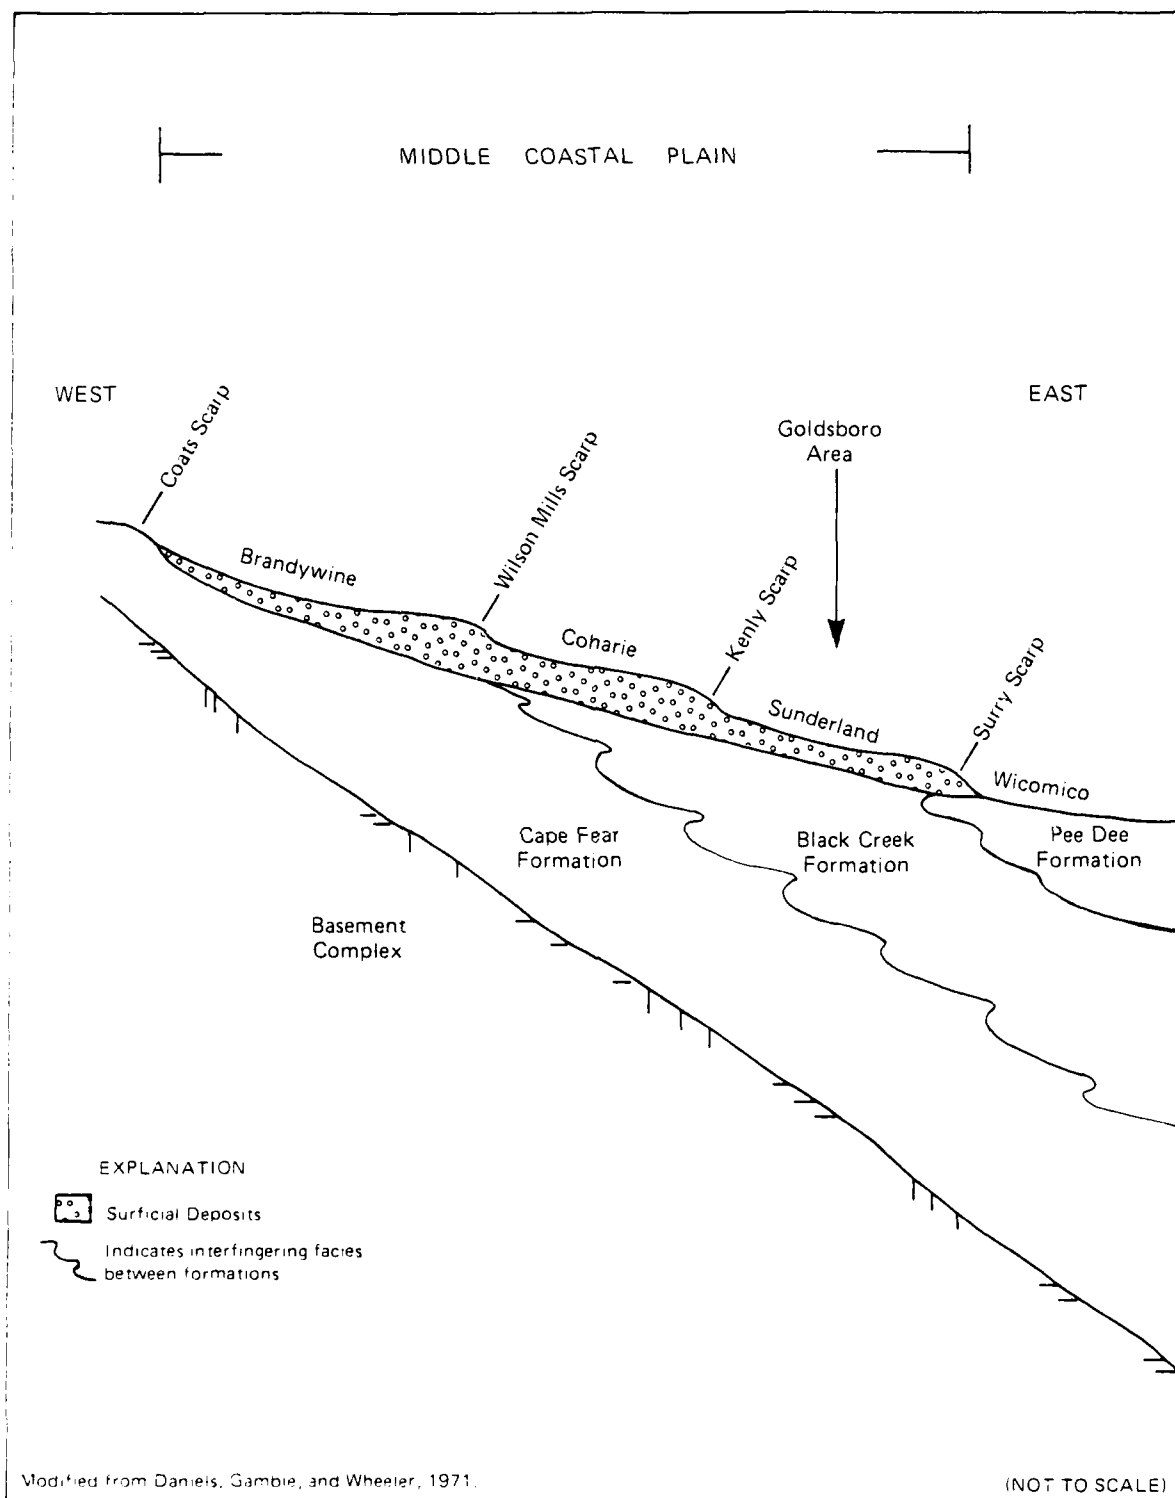 MIDDLE COASTAL PLAIN
WEST
EAST
Coats Scarp
Wilson Mills Scarp
Goldsboro
Area
Kenly Scarp
Surry Scarp
Brandywine
Coharie
Sunderland
Wicomico
Cape Fear
Formation
Black Creek
Formation
Pee Dee
Formation
Basement
Complex
EXPLANATION
Surficial Deposits
Indicates interfingering facies
between formations
Modified from Daniels, Gamble, and Wheeler, 1971.
(NOT TO SCALE)